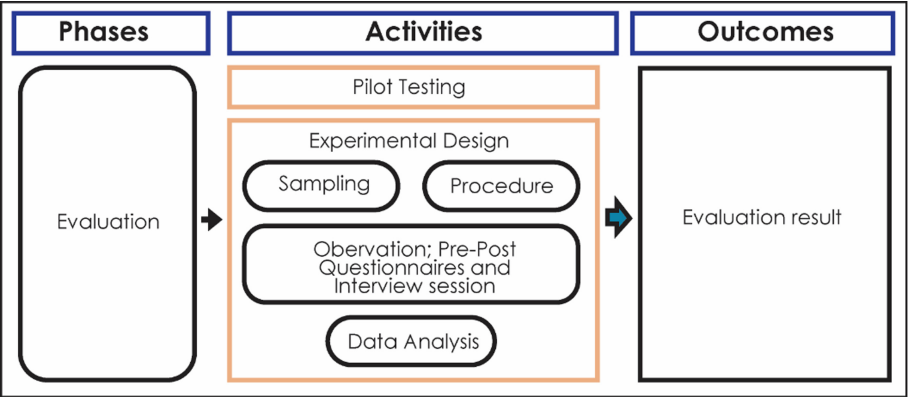 Phases
Activities
Outcomes
Evaluation
Pilot Testing
Experimental Design
Sampling
Procedure
Obervation; Pre-Post
Questionnaires and
Interview session
Data Analysis
Evaluation result